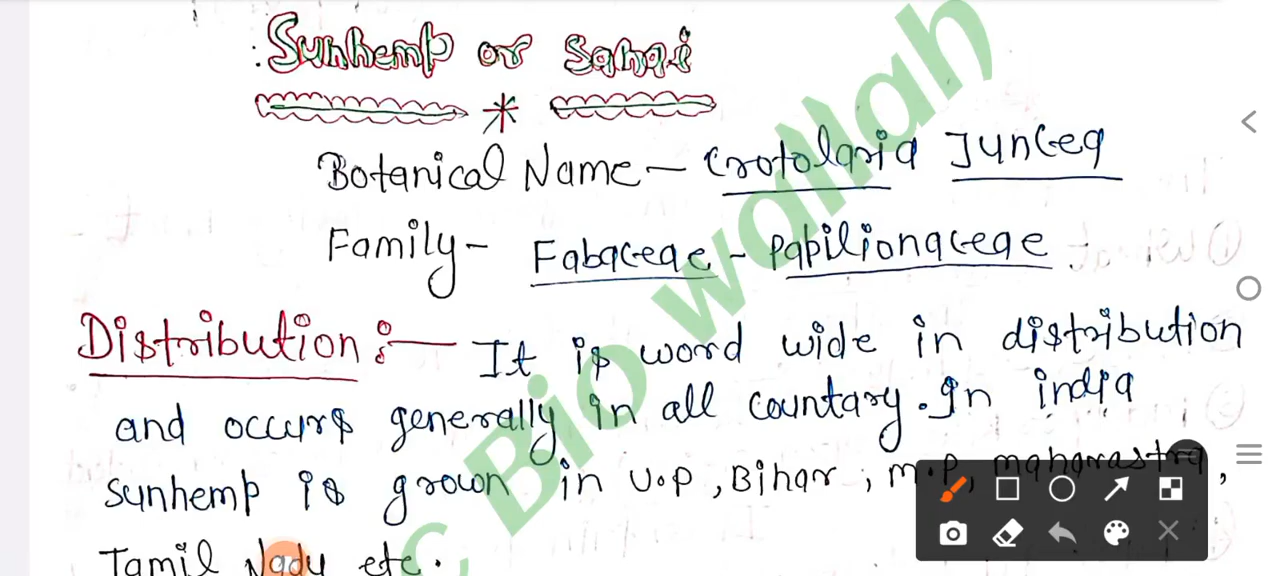 Sunhemp or Sanai
*
Botanical Name - Crotolaria Junceq
Family - Fabaceae - Papilionaceae
Distribution :- It is word wide in distribution
and occurs generally in all countary. In india
sunhemp is grown in U.P, Bihar, M.P, maharastra,
Tamil Nadu etc.
c Bio wallah